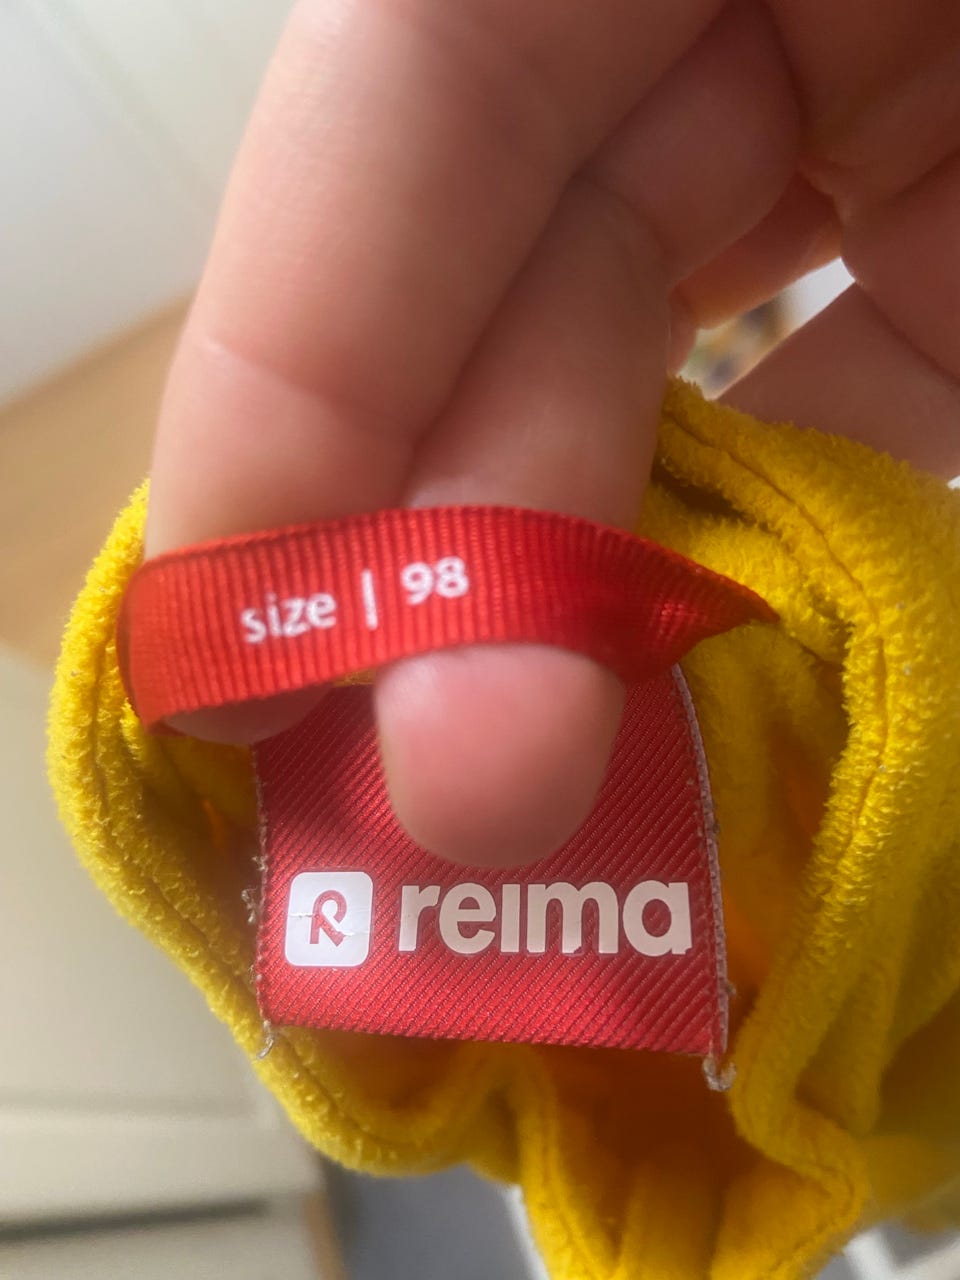 size | 98
reima